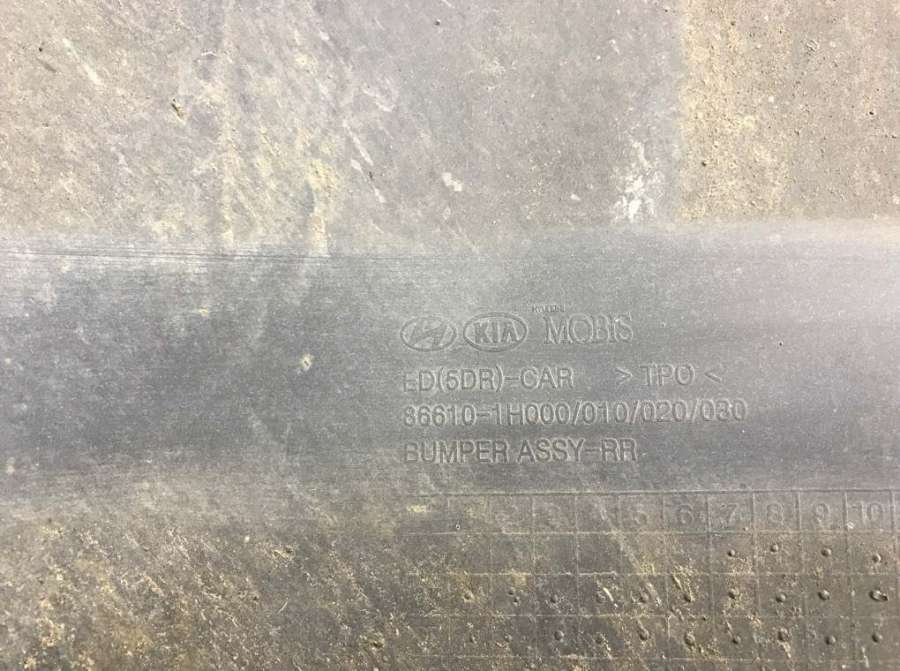 KIA MOBIS
ED(5DR)-CAR >TPO<
86610-1H000/010/020/030
BUMPER ASSY-RR
1 2 3 4 5 6 7 8 9 10